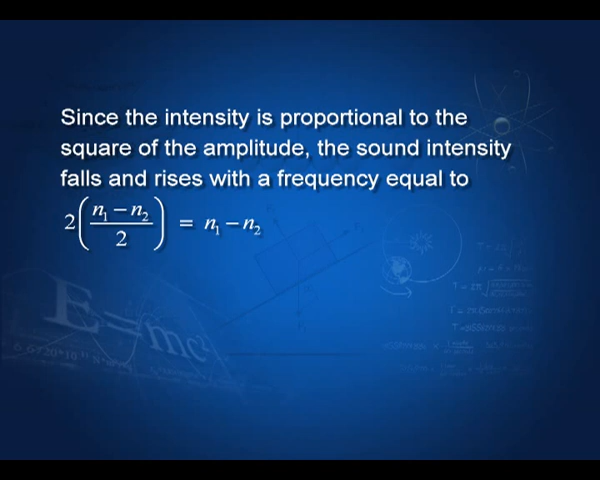 Since the intensity is proportional to the
square of the amplitude, the sound intensity
falls and rises with a frequency equal to
2(n₁ – n₂ / 2) = n₁ – n₂
E=mc²